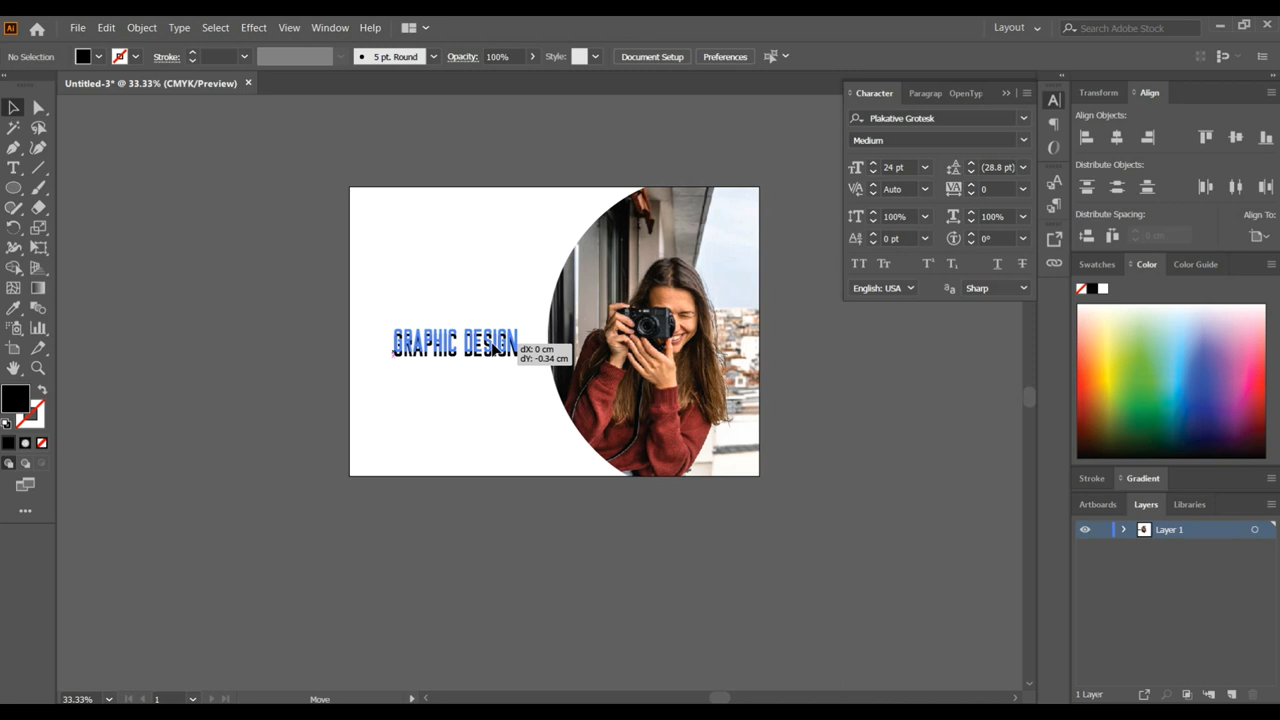 Ai File Edit Object Type Select Effect View Window Help Layout Search Adobe Stock
No Selection Stroke: 5 pt. Round Opacity: 100% Style: Document Setup Preferences
Untitled-3* @ 33.33% (CMYK/Preview) ×
Character Paragrap OpenTyp
Plakative Grotesk
Medium
24 pt (28.8 pt)
Auto 0
100% 100%
0 pt 0°
English: USA Sharp
Transform Align
Align Objects:
Distribute Objects:
Distribute Spacing: Align To:
0 cm
Swatches Color Color Guide
Stroke Gradient
Artboards Layers Libraries
Layer 1
1 Layer
GRAPHIC DESIGN
dX: 0 cm
dY: -0.34 cm
33.33% 1 Move